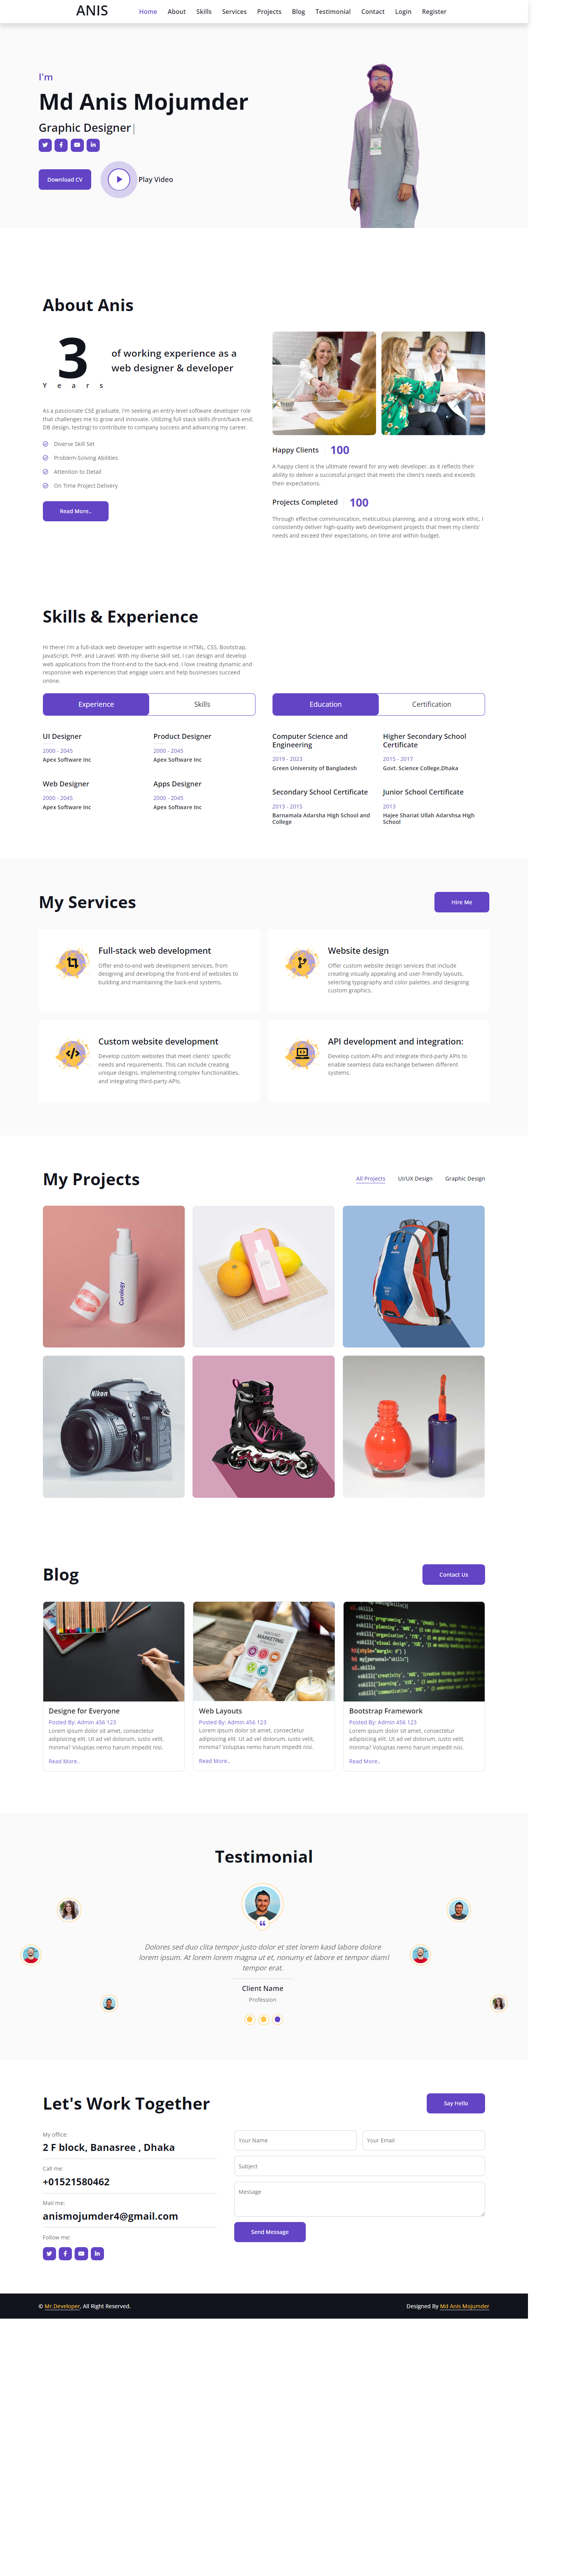 ANIS
Home About Skills Services Projects Blog Testimonial Contact Login Register
I'm
Md Anis Mojumder
Graphic Designer|
Download CV
Play Video
About Anis
3
Years
of working experience as a
web designer & developer
As a passionate CSE graduate, I'm seeking an entry-level software developer role
that challenges me to grow and innovate. Utilizing full stack skills (front/back-end,
DB design, testing) to contribute to company success and advancing my career.
Diverse Skill Set
Problem-Solving Abilities
Attention to Detail
On Time Project Delivery
Read More..
Happy Clients 100
A happy client is the ultimate reward for any web developer, as it reflects their
ability to deliver a successful project that meets the client's needs and exceeds
their expectations.
Projects Completed 100
Through effective communication, meticulous planning, and a strong work ethic, I
consistently deliver high-quality web development projects that meet my clients'
needs and exceed their expectations, on time and within budget.
Skills & Experience
Hi there! I'm a full-stack web developer with expertise in HTML, CSS, Bootstrap,
JavaScript, PHP, and Laravel. With my diverse skill set, I can design and develop
web applications from the front-end to the back-end. I love creating dynamic and
responsive web experiences that engage users and help businesses succeed
online.
Experience Skills
UI Designer
2000 - 2045
Apex Software Inc
Product Designer
2000 - 2045
Apex Software Inc
Web Designer
2000 - 2045
Apex Software Inc
Apps Designer
2000 - 2045
Apex Software Inc
Education Certification
Computer Science and
Engineering
2019 - 2023
Green University of Bangladesh
Higher Secondary School
Certificate
2015 - 2017
Govt. Science College,Dhaka
Secondary School Certificate
2013 - 2015
Barnamala Adarsha High School and
College
Junior School Certificate
2013
Hajee Shariat Ullah Adarshsa High
School
My Services
Hire Me
Full-stack web development
Offer end-to-end web development services, from
designing and developing the front-end of websites to
building and maintaining the back-end systems.
Website design
Offer custom website design services that include
creating visually appealing and user-friendly layouts,
selecting typography and color palettes, and designing
custom graphics.
Custom website development
Develop custom websites that meet clients' specific
needs and requirements. This can include creating
unique designs, implementing complex functionalities,
and integrating third-party APIs.
API development and integration:
Develop custom APIs and integrate third-party APIs to
enable seamless data exchange between different
systems.
My Projects
All Projects UI/UX Design Graphic Design
Curology
Nikon
Blog
Contact Us
Designe for Everyone
Posted By: Admin 456 123
Lorem ipsum dolor sit amet, consectetur
adipisicing elit. Ut ad vel dolorum, iusto velit,
minima? Voluptas nemo harum impedit nisi.
Read More..
Web Layouts
Posted By: Admin 456 123
Lorem ipsum dolor sit amet, consectetur
adipisicing elit. Ut ad vel dolorum, iusto velit,
minima? Voluptas nemo harum impedit nisi.
Read More..
Bootstrap Framework
Posted By: Admin 456 123
Lorem ipsum dolor sit amet, consectetur
adipisicing elit. Ut ad vel dolorum, iusto velit,
minima? Voluptas nemo harum impedit nisi.
Read More..
Testimonial
Dolores sed duo clita tempor justo dolor et stet lorem kasd labore dolore
lorem ipsum. At lorem lorem magna ut et, nonumy et labore et tempor diaml
tempor erat.
Client Name
Profession
Let's Work Together
Say Hello
My office:
2 F block, Banasree , Dhaka
Call me:
+01521580462
Mail me:
anismojumder4@gmail.com
Follow me:
Your Name
Your Email
Subject
Message
Send Message
© Mr.Developer, All Right Reserved.
Designed By Md Anis Mojumder